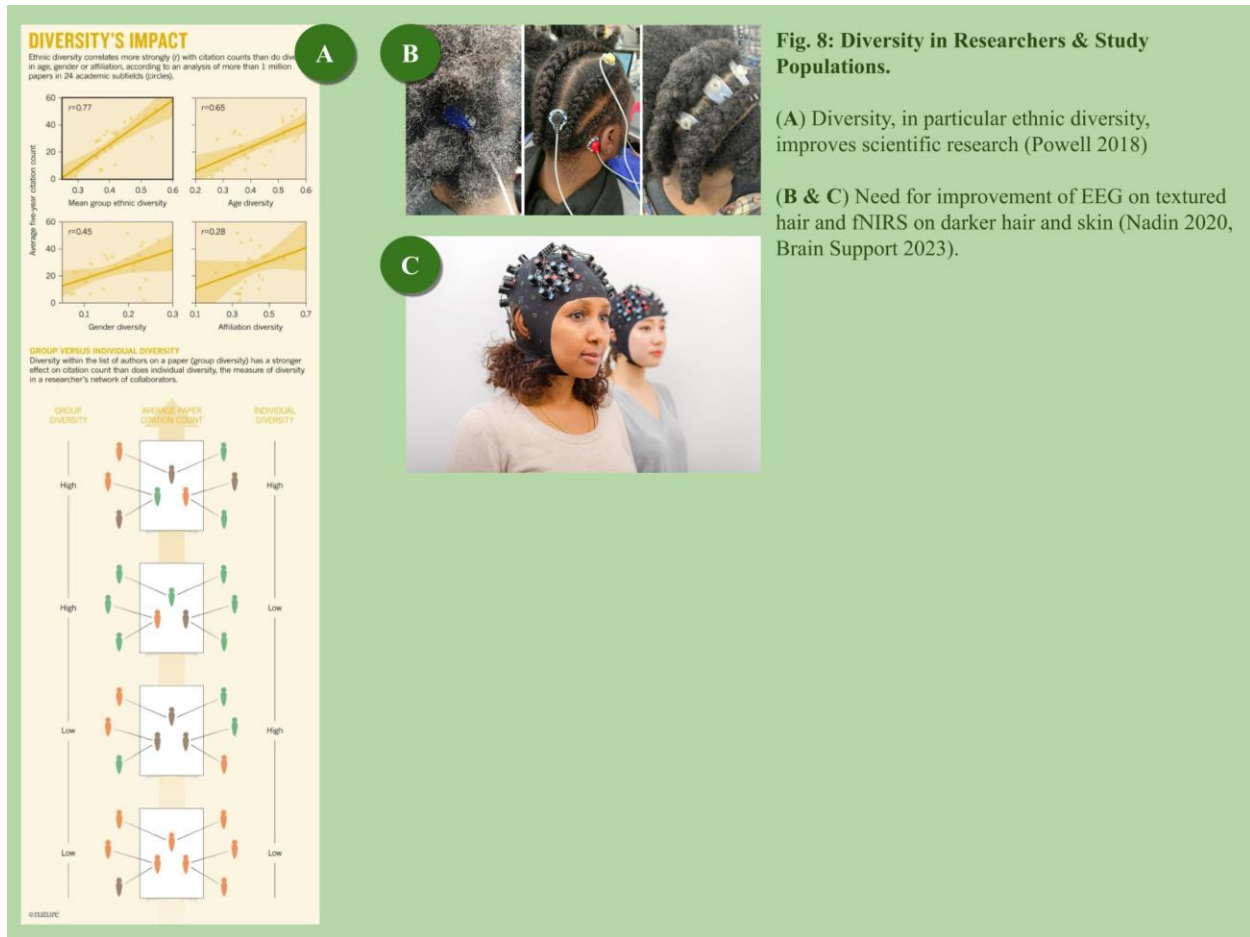 DIVERSITY'S IMPACT
Ethnic diversity correlates more strongly (r) with citation counts than do
in age, gender or affiliation, according to an analysis of more than 1 million
papers in 24 academic subfields (circles).
A
Average five-year citation count
60
40
20
0
r=0.77
0.3 0.4 0.5 0.6
Mean group ethnic diversity
r=0.65
0.2 0.3 0.4 0.5 0.6
Age diversity
60
40
20
0
r=0.45
0.1 0.2 0.3
Gender diversity
r=0.28
0.1 0.3 0.5 0.7
Affiliation diversity
GROUP VERSUS INDIVIDUAL DIVERSITY
Diversity within the list of authors on a paper (group diversity) has a stronger
effect on citation count than does individual diversity, the measure of diversity
in a researcher's network of collaborators.
GROUP
DIVERSITY
AVERAGE PAPER
CITATION COUNT
INDIVIDUAL
DIVERSITY
High High
High Low
Low High
Low Low
©nature
B
C
Fig. 8: Diversity in Researchers & Study
Populations.
(A) Diversity, in particular ethnic diversity,
improves scientific research (Powell 2018)
(B & C) Need for improvement of EEG on textured
hair and fNIRS on darker hair and skin (Nadin 2020,
Brain Support 2023).